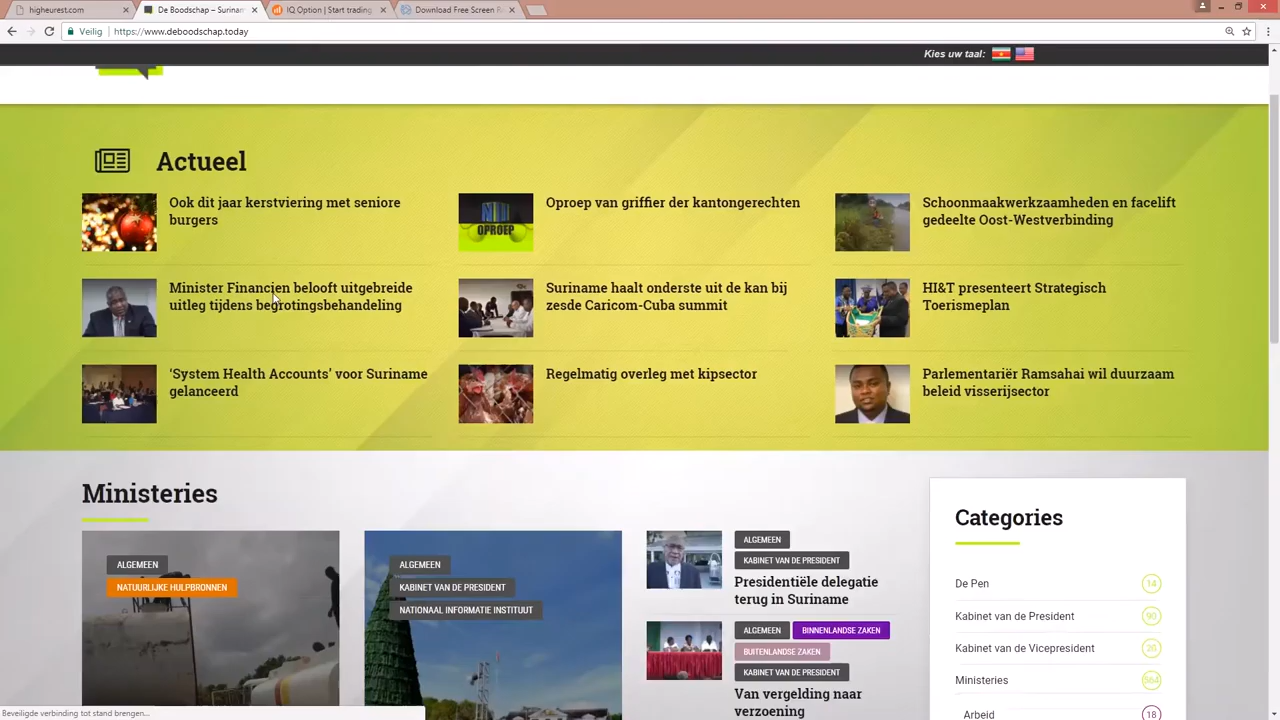 higheurest.com
De Boodschap – Surinam
IQ Option | Start trading
Download Free Screen R
Veilig
https://www.deboodschap.today
Kies uw taal:
Actueel
Ook dit jaar kerstviering met seniore
burgers
Oproep van griffier der kantongerechten
OPROEP
Schoonmaakwerkzaamheden en facelift
gedeelte Oost-Westverbinding
Minister Financien belooft uitgebreide
uitleg tijdens begrotingsbehandeling
Suriname haalt onderste uit de kan bij
zesde Caricom-Cuba summit
HI&T presenteert Strategisch
Toerismeplan
'System Health Accounts' voor Suriname
gelanceerd
Regelmatig overleg met kipsector
Parlementariër Ramsahai wil duurzaam
beleid visserijsector
Ministeries
ALGEMEEN
NATUURLIJKE HULPBRONNEN
ALGEMEEN
KABINET VAN DE PRESIDENT
NATIONAAL INFORMATIE INSTITUUT
ALGEMEEN
KABINET VAN DE PRESIDENT
Presidentiële delegatie
terug in Suriname
ALGEMEEN
BINNENLANDSE ZAKEN
BUITENLANDSE ZAKEN
KABINET VAN DE PRESIDENT
Van vergelding naar
verzoening
Categories
De Pen 14
Kabinet van de President 90
Kabinet van de Vicepresident 20
Ministeries 564
Arbeid 18
Beveiligde verbinding tot stand brengen...